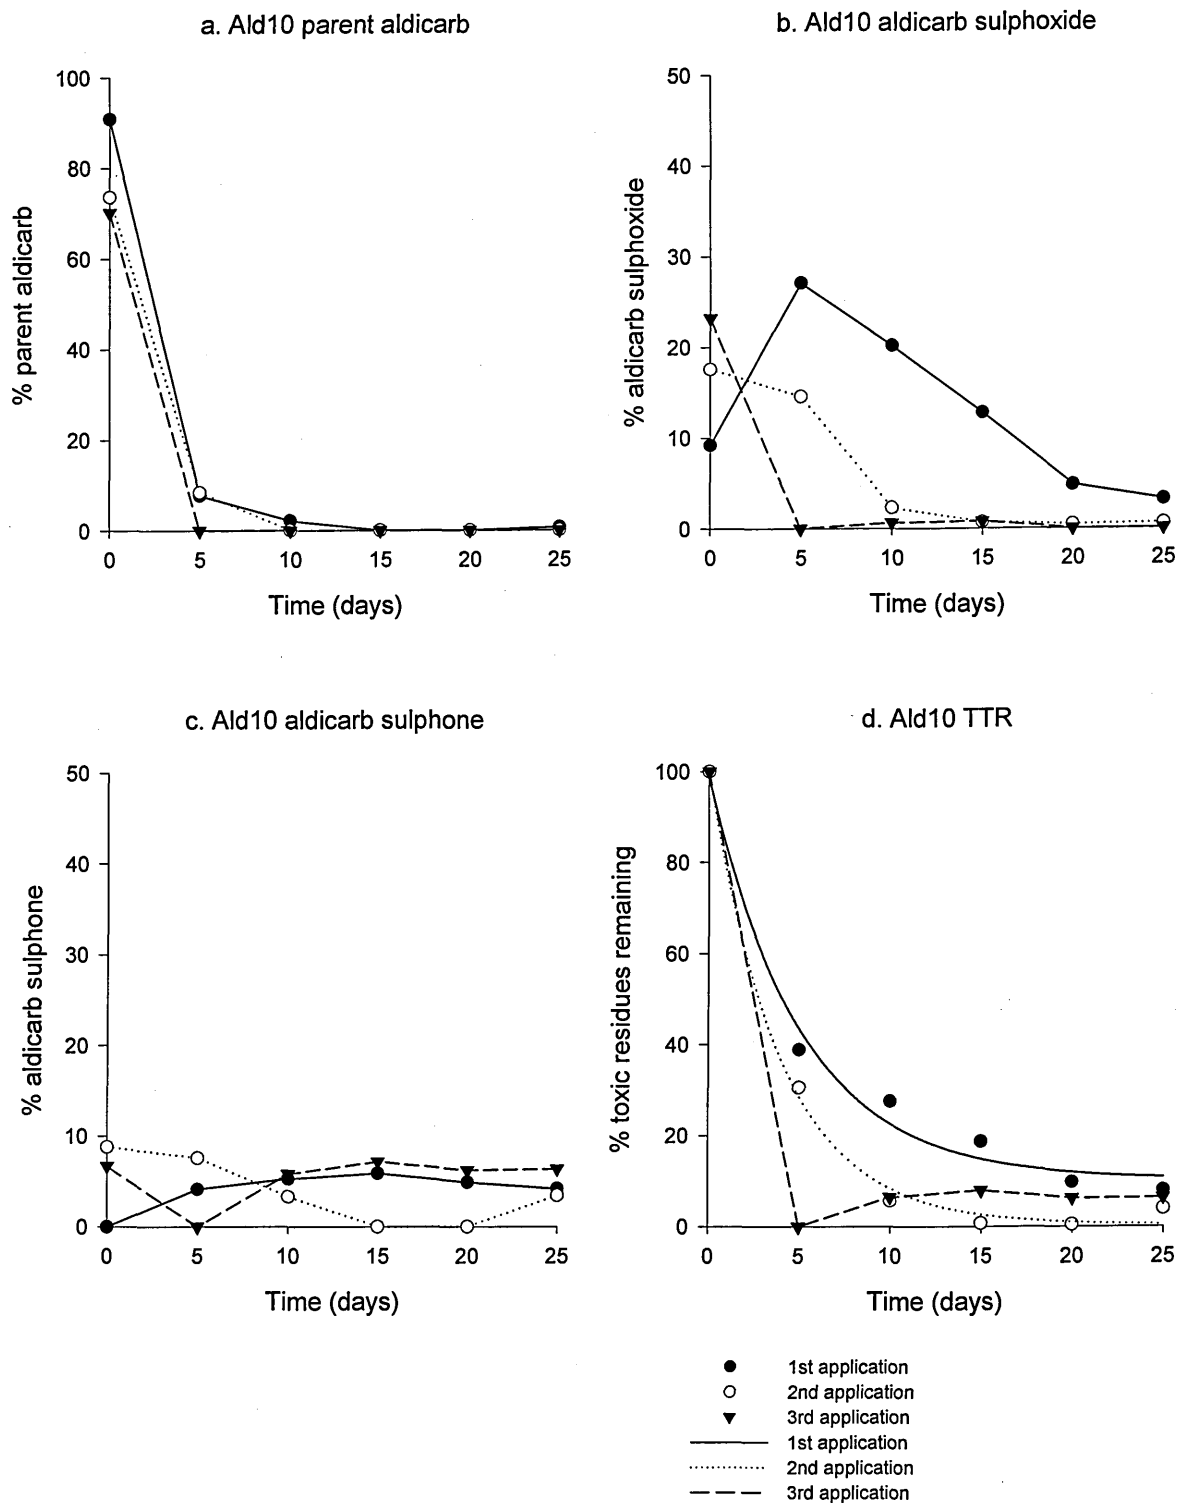 a. Ald10 parent aldicarb
% parent aldicarb
100
80
60
40
20
0
0 5 10 15 20 25
Time (days)
b. Ald10 aldicarb sulphoxide
% aldicarb sulphoxide
50
40
30
20
10
0
0 5 10 15 20 25
Time (days)
c. Ald10 aldicarb sulphone
% aldicarb sulphone
50
40
30
20
10
0
0 5 10 15 20 25
Time (days)
d. Ald10 TTR
% toxic residues remaining
100
80
60
40
20
0
0 5 10 15 20 25
Time (days)
1st application
2nd application
3rd application
1st application
2nd application
3rd application